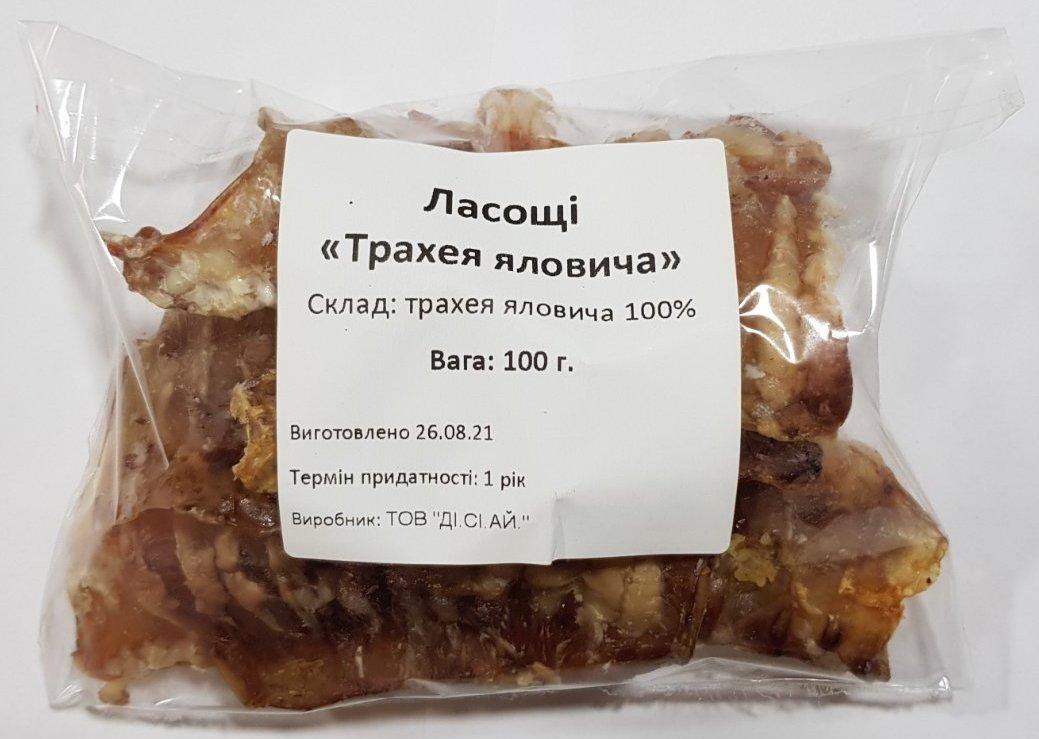 Ласощі
«Трахея яловича»
Склад: трахея яловича 100%
Вага: 100 г.
Виготовлено 26.08.21
Термін придатності: 1 рік
Виробник: ТОВ "ДІ.СІ.АЙ."